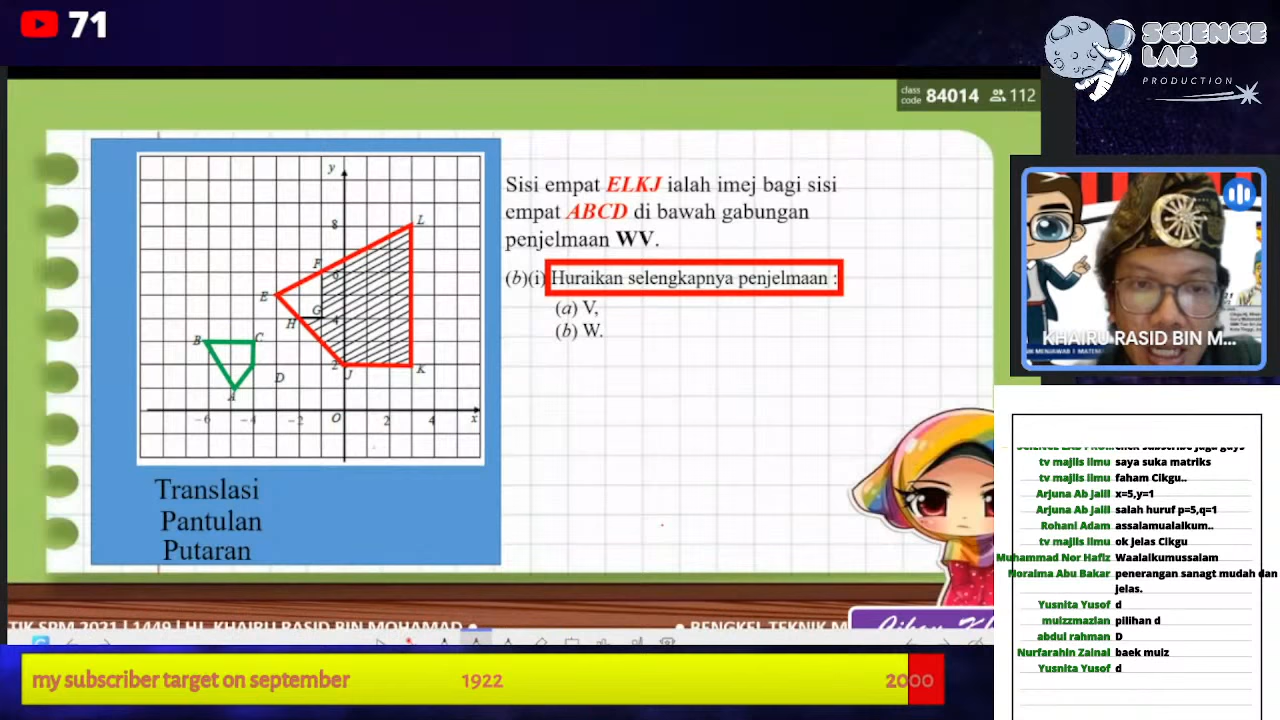 71
SCIENCE
LAB
PRODUCTION
class
code 84014 112
y
8
L
F
6
E
G
H
4
B
C
2
J
K
D
A
-6
-4
-2
O
2
4
x
Sisi empat ELKJ ialah imej bagi sisi
empat ABCD di bawah gabungan
penjelmaan WV.
(b)(i) Huraikan selengkapnya penjelmaan :
(a) V,
(b) W.
Translasi
Pantulan
Putaran
KHAIRU RASID BIN M...
tv majlis ilmu saya suka matriks
tv majlis ilmu faham Cikgu..
Arjuna Ab Jalil x=5,y=1
Arjuna Ab Jalil salah huruf p=5,q=1
Rohani Adam assalamualaikum..
tv majlis ilmu ok jelas Cikgu
Muhammad Nor Hafiz Waalaikumussalam
Noraima Abu Bakar penerangan sanagt mudah dan
jelas.
Yusnita Yusof d
muizzmazlan pilihan d
abdul rahman D
Nurfarahin Zainal baek muiz
Yusnita Yusof d
TIK SPM 2021 | 1449 | HJ. KHAIRU RASID BIN MOHAMAD ●
● BENGKEL TEKNIK M
my subscriber target on september 1922 2000